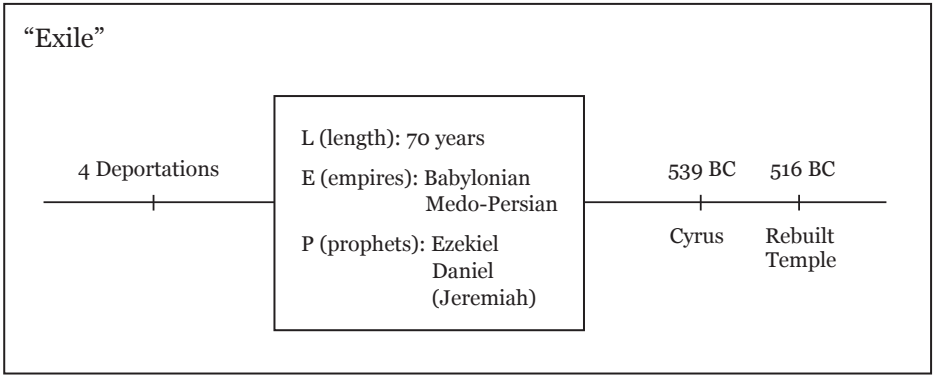 “Exile”
4 Deportations
L (length): 70 years
E (empires): Babylonian
Medo-Persian
P (prophets): Ezekiel
Daniel
(Jeremiah)
539 BC
516 BC
Cyrus
Rebuilt
Temple